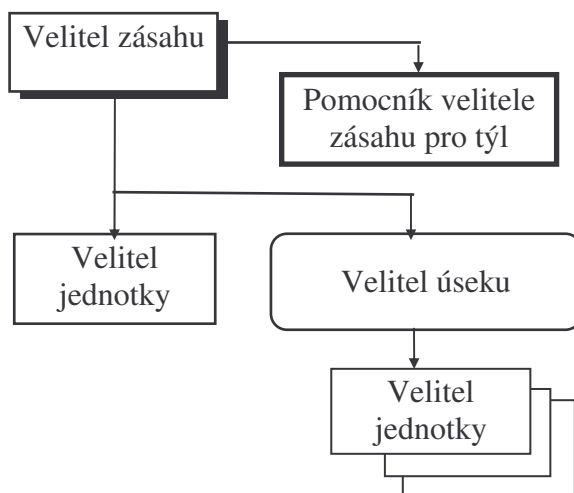 Velitel zásahu
Pomocník velitele
zásahu pro týl
Velitel
jednotky
Velitel úseku
Velitel
jednotky